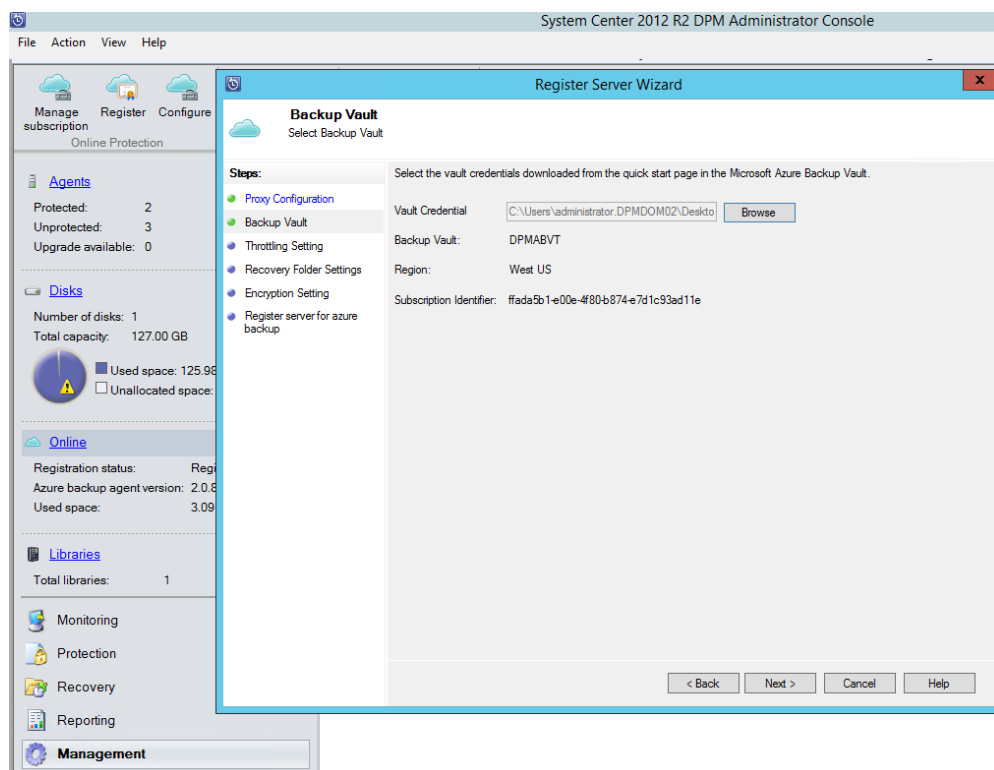 System Center 2012 R2 DPM Administrator Console
File Action View Help
Manage subscription
Register
Configure
Online Protection
Agents
Protected: 2
Unprotected: 3
Upgrade available: 0
Disks
Number of disks: 1
Total capacity: 127.00 GB
Used space: 125.98
Unallocated space:
Online
Registration status: Regi
Azure backup agent version: 2.0.8
Used space: 3.09
Libraries
Total libraries: 1
Monitoring
Protection
Recovery
Reporting
Management
Register Server Wizard
x
Backup Vault
Select Backup Vault
Steps:
Proxy Configuration
Backup Vault
Throttling Setting
Recovery Folder Settings
Encryption Setting
Register server for azure
backup
Select the vault credentials downloaded from the quick start page in the Microsoft Azure Backup Vault.
Vault Credential C:\Users\administrator.DPMDOM02\Deskto Browse
Backup Vault: DPMABVT
Region: West US
Subscription Identifier: ffada5b1-e00e-4f80-b874-e7d1c93ad11e
< Back Next > Cancel Help